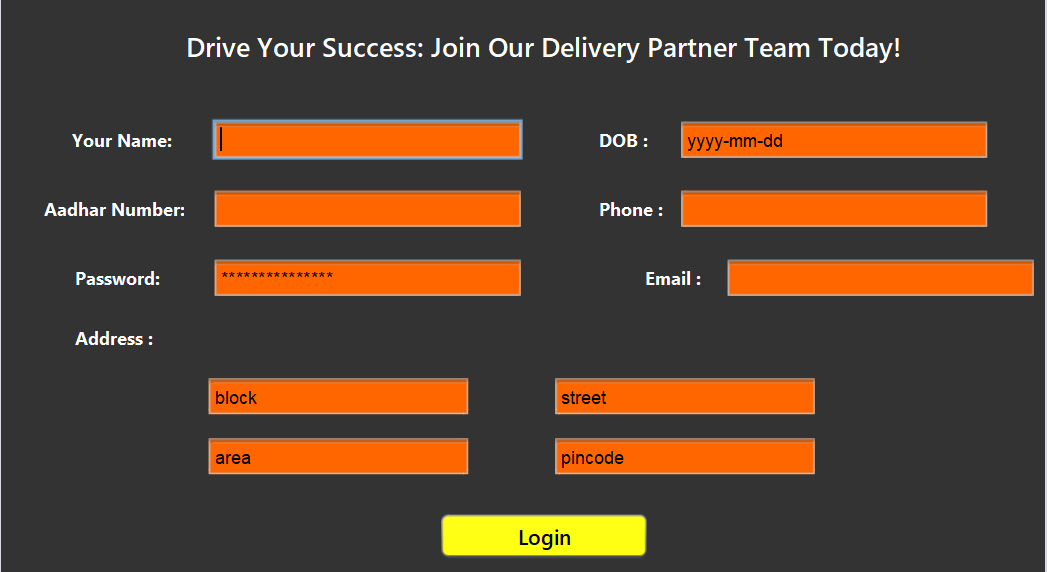 Drive Your Success: Join Our Delivery Partner Team Today!
Your Name:
DOB : yyyy-mm-dd
Aadhar Number:
Phone :
Password: ***************
Email :
Address :
block street
area pincode
Login